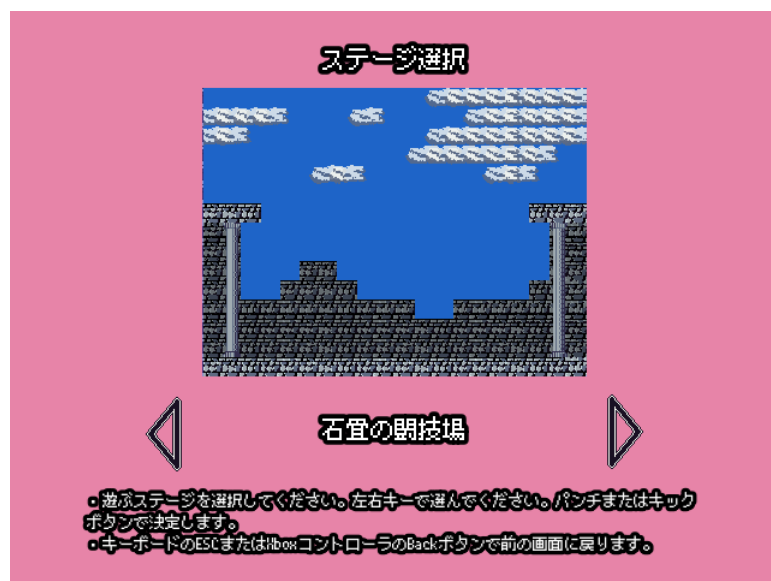 ステージ選択
石畳の闘技場
・遊ぶステージを選択してください。左右キーで選んでください。パンチまたはキック
ボタンで決定します。
・キーボードのESCまたはXboxコントローラのBackボタンで前の画面に戻ります。